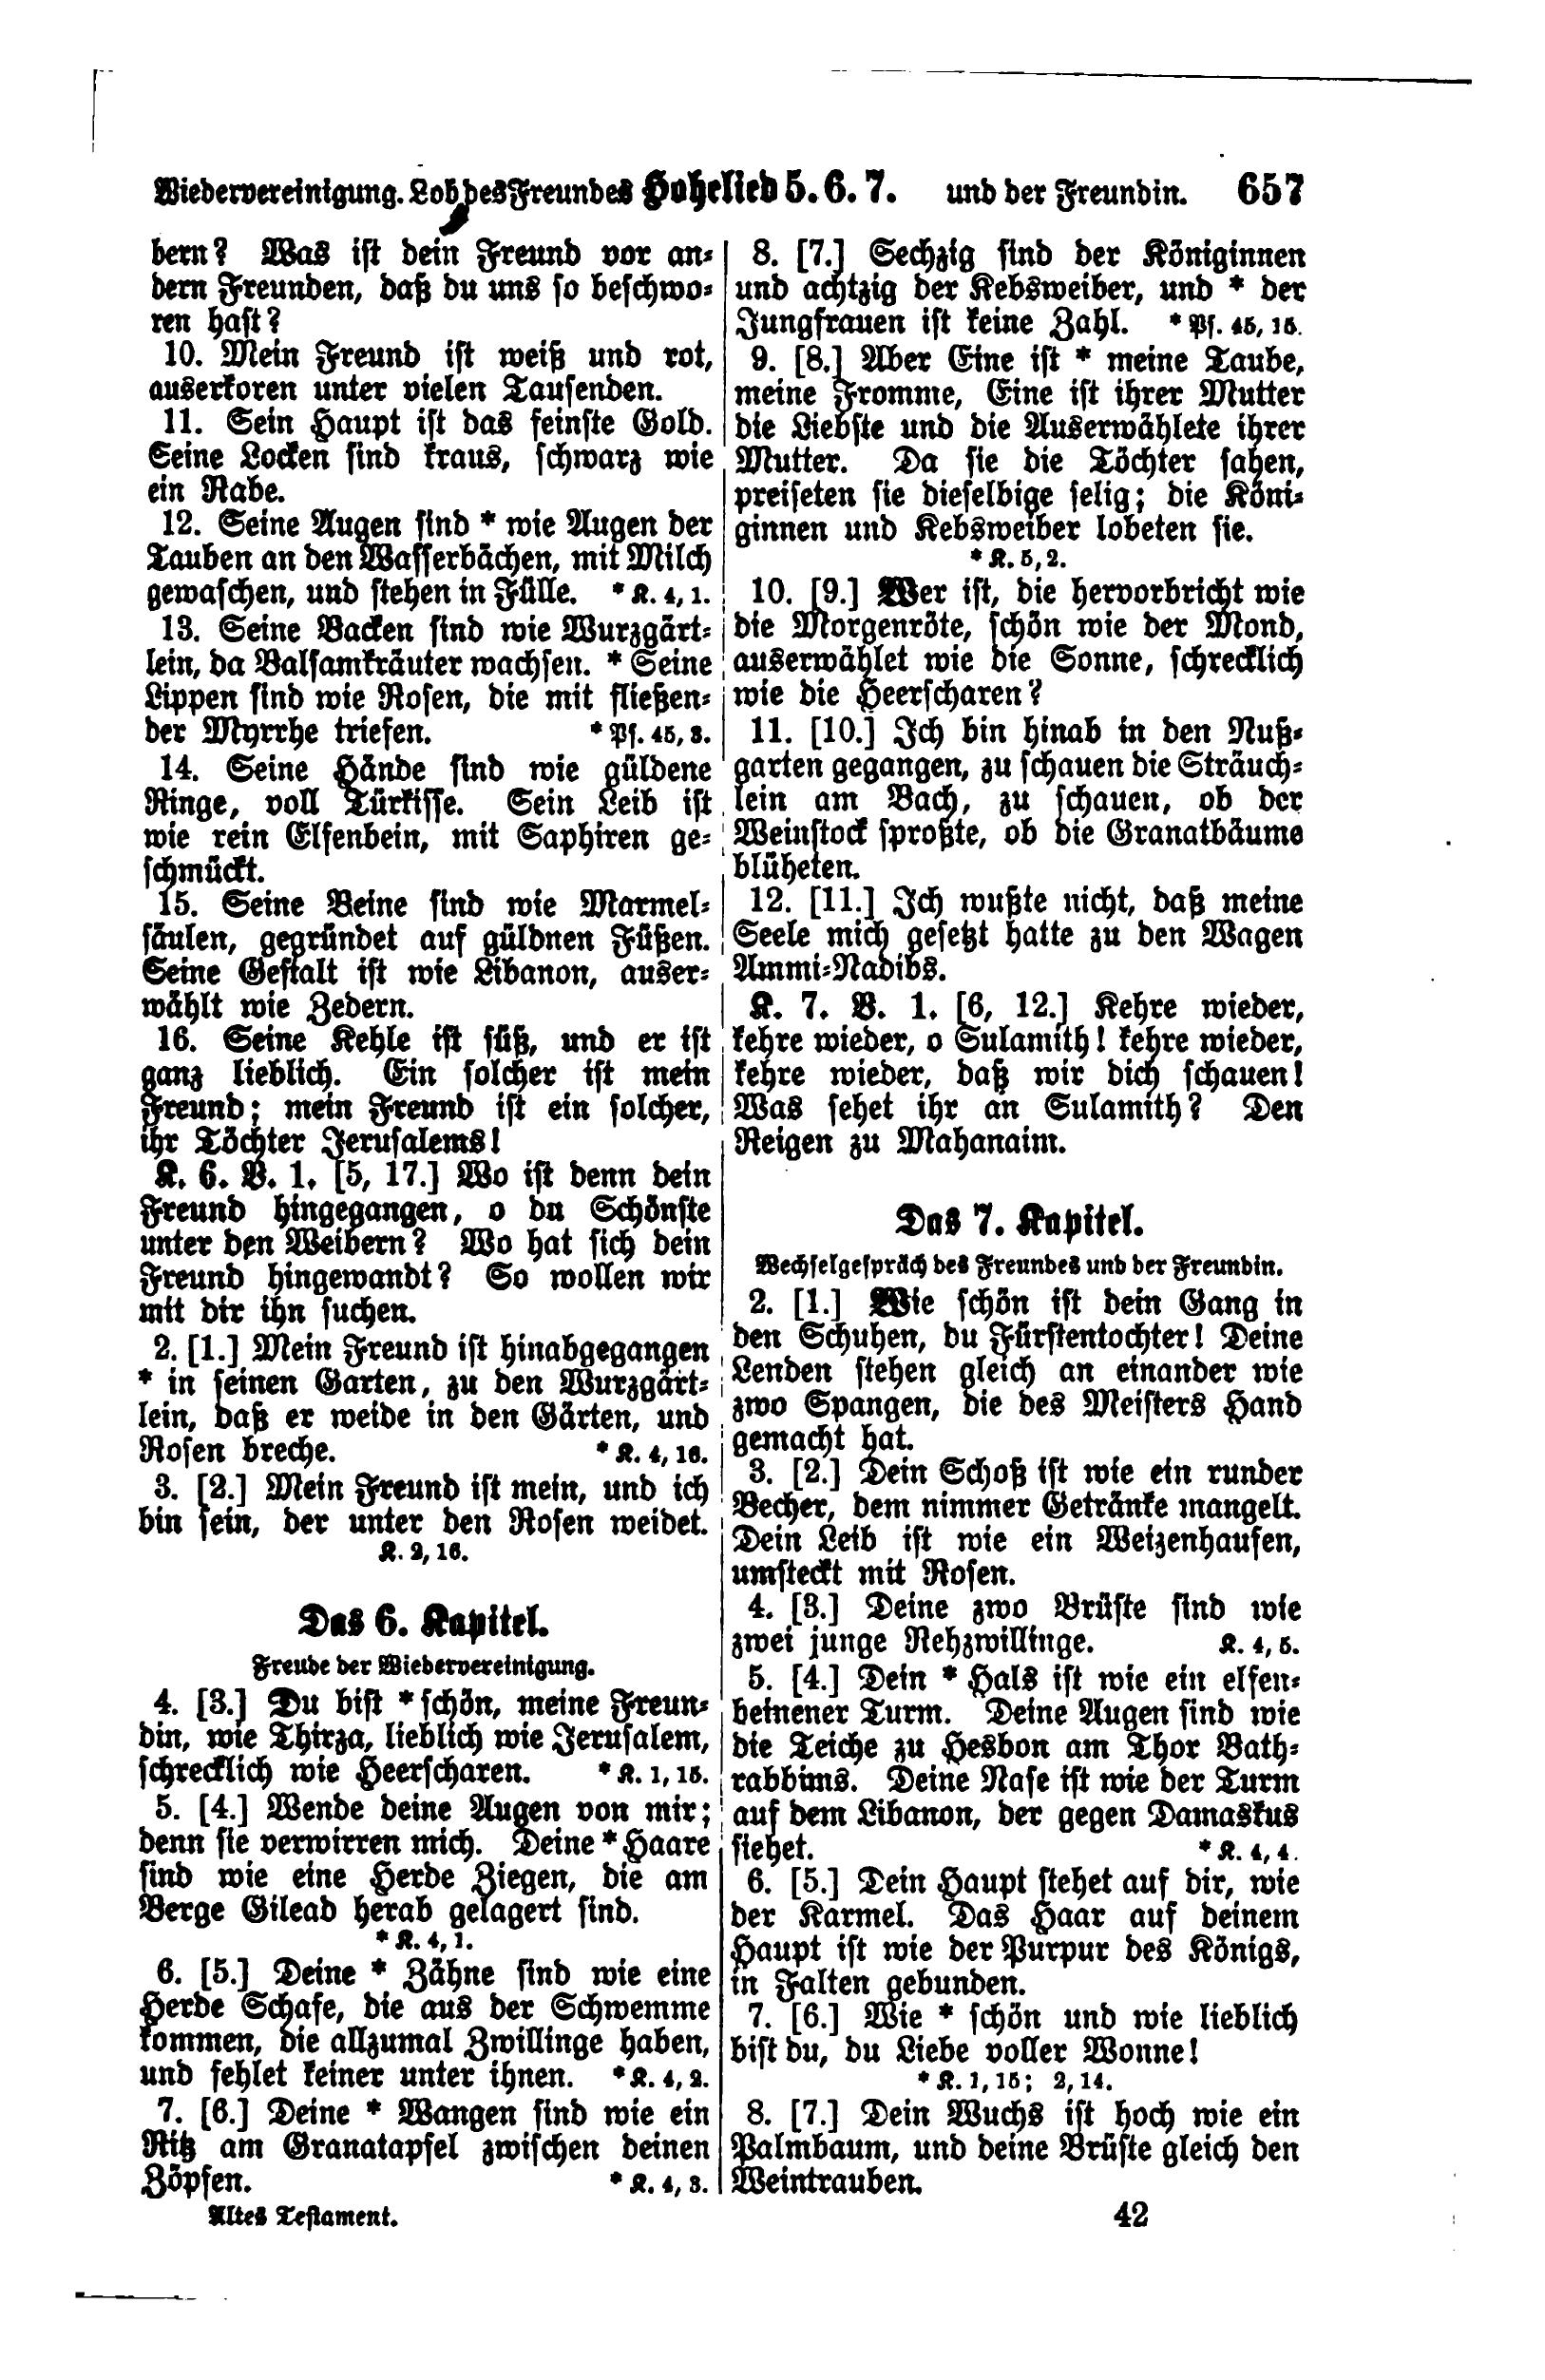 Wiedervereinigung. Lob des Freundes Hohelied 5. 6. 7. und der Freundin. 657
bern? Was ist dein Freund vor an-
dern Freunden, daß du uns so beschwo-
ren hast?
10. Mein Freund ist weiß und rot,
auserkoren unter vielen Tausenden.
11. Sein Haupt ist das feinste Gold.
Seine Locken sind kraus, schwarz wie
ein Rabe.
12. Seine Augen sind * wie Augen der
Tauben an den Wasserbächen, mit Milch
gewaschen, und stehen in Fülle. * K. 4, 1.
13. Seine Backen sind wie Wurzgärt-
lein, da Balsamkräuter wachsen. * Seine
Lippen sind wie Rosen, die mit fließen-
der Myrrhe triefen. * Ps. 45, 3.
14. Seine Hände sind wie güldene
Ringe, voll Türkisse. Sein Leib ist
wie rein Elfenbein, mit Saphiren ge-
schmückt.
15. Seine Beine sind wie Marmel-
säulen, gegründet auf güldnen Füßen.
Seine Gestalt ist wie Libanon, auser-
wählt wie Zedern.
16. Seine Kehle ist süß, und er ist
ganz lieblich. Ein solcher ist mein
Freund; mein Freund ist ein solcher,
ihr Töchter Jerusalems!
K. 6. V. 1. [5, 17.] Wo ist denn dein
Freund hingegangen, o du Schönste
unter den Weibern? Wo hat sich dein
Freund hingewandt? So wollen wir
mit dir ihn suchen.
2. [1.] Mein Freund ist hinabgegangen
* in seinen Garten, zu den Wurzgärt-
lein, daß er weide in den Gärten, und
Rosen breche. * K. 4, 16.
3. [2.] Mein Freund ist mein, und ich
bin sein, der unter den Rosen weidet.
K. 2, 16.
Das 6. Kapitel.
Freude der Wiedervereinigung.
4. [3.] Du bist * schön, meine Freun-
din, wie Thirza, lieblich wie Jerusalem,
schrecklich wie Heerscharen. * K. 1, 15.
5. [4.] Wende deine Augen von mir;
denn sie verwirren mich. Deine * Haare
sind wie eine Herde Ziegen, die am
Berge Gilead herab gelagert sind.
* K. 4, 1.
6. [5.] Deine * Zähne sind wie eine
Herde Schafe, die aus der Schwemme
kommen, die allzumal Zwillinge haben,
und fehlet keiner unter ihnen. * K. 4, 2.
7. [6.] Deine * Wangen sind wie ein
Ritz am Granatapfel zwischen deinen
Zöpfen. * K. 4, 3.
Altes Testament.
8. [7.] Sechzig sind der Königinnen
und achtzig der Kebsweiber, und * der
Jungfrauen ist keine Zahl. * Ps. 45, 15.
9. [8.] Aber Eine ist * meine Taube,
meine Fromme, Eine ist ihrer Mutter
die Liebste und die Auserwählete ihrer
Mutter. Da sie die Töchter sahen,
preiseten sie dieselbige selig; die Köni-
ginnen und Kebsweiber lobeten sie.
* K. 5, 2.
10. [9.] Wer ist, die hervorbricht wie
die Morgenröte, schön wie der Mond,
auserwählet wie die Sonne, schrecklich
wie die Heerscharen?
11. [10.] Ich bin hinab in den Nuß-
garten gegangen, zu schauen die Sträuch-
lein am Bach, zu schauen, ob der
Weinstock sproßte, ob die Granatbäume
blüheten.
12. [11.] Ich wußte nicht, daß meine
Seele mich gesetzt hatte zu den Wagen
Ammi-Nadibs.
K. 7. V. 1. [6, 12.] Kehre wieder,
kehre wieder, o Sulamith! kehre wieder,
kehre wieder, daß wir dich schauen!
Was sehet ihr an Sulamith? Den
Reigen zu Mahanaim.
Das 7. Kapitel.
Wechselgespräch des Freundes und der Freundin.
2. [1.] Wie schön ist dein Gang in
den Schuhen, du Fürstentochter! Deine
Lenden stehen gleich an einander wie
zwo Spangen, die des Meisters Hand
gemacht hat.
3. [2.] Dein Schoß ist wie ein runder
Becher, dem nimmer Getränke mangelt.
Dein Leib ist wie ein Weizenhaufen,
umsteckt mit Rosen.
4. [3.] Deine zwo Brüste sind wie
zwei junge Rehzwillinge. K. 4, 5.
5. [4.] Dein * Hals ist wie ein elfen-
beinener Turm. Deine Augen sind wie
die Teiche zu Hesbon am Thor Bath-
rabbims. Deine Nase ist wie der Turm
auf dem Libanon, der gegen Damaskus
siehet. * K. 4, 4.
6. [5.] Dein Haupt stehet auf dir, wie
der Karmel. Das Haar auf deinem
Haupt ist wie der Purpur des Königs,
in Falten gebunden.
7. [6.] Wie * schön und wie lieblich
bist du, du Liebe voller Wonne!
* K. 1, 15; 2, 14.
8. [7.] Dein Wuchs ist hoch wie ein
Palmbaum, und deine Brüste gleich den
Weintrauben.
42